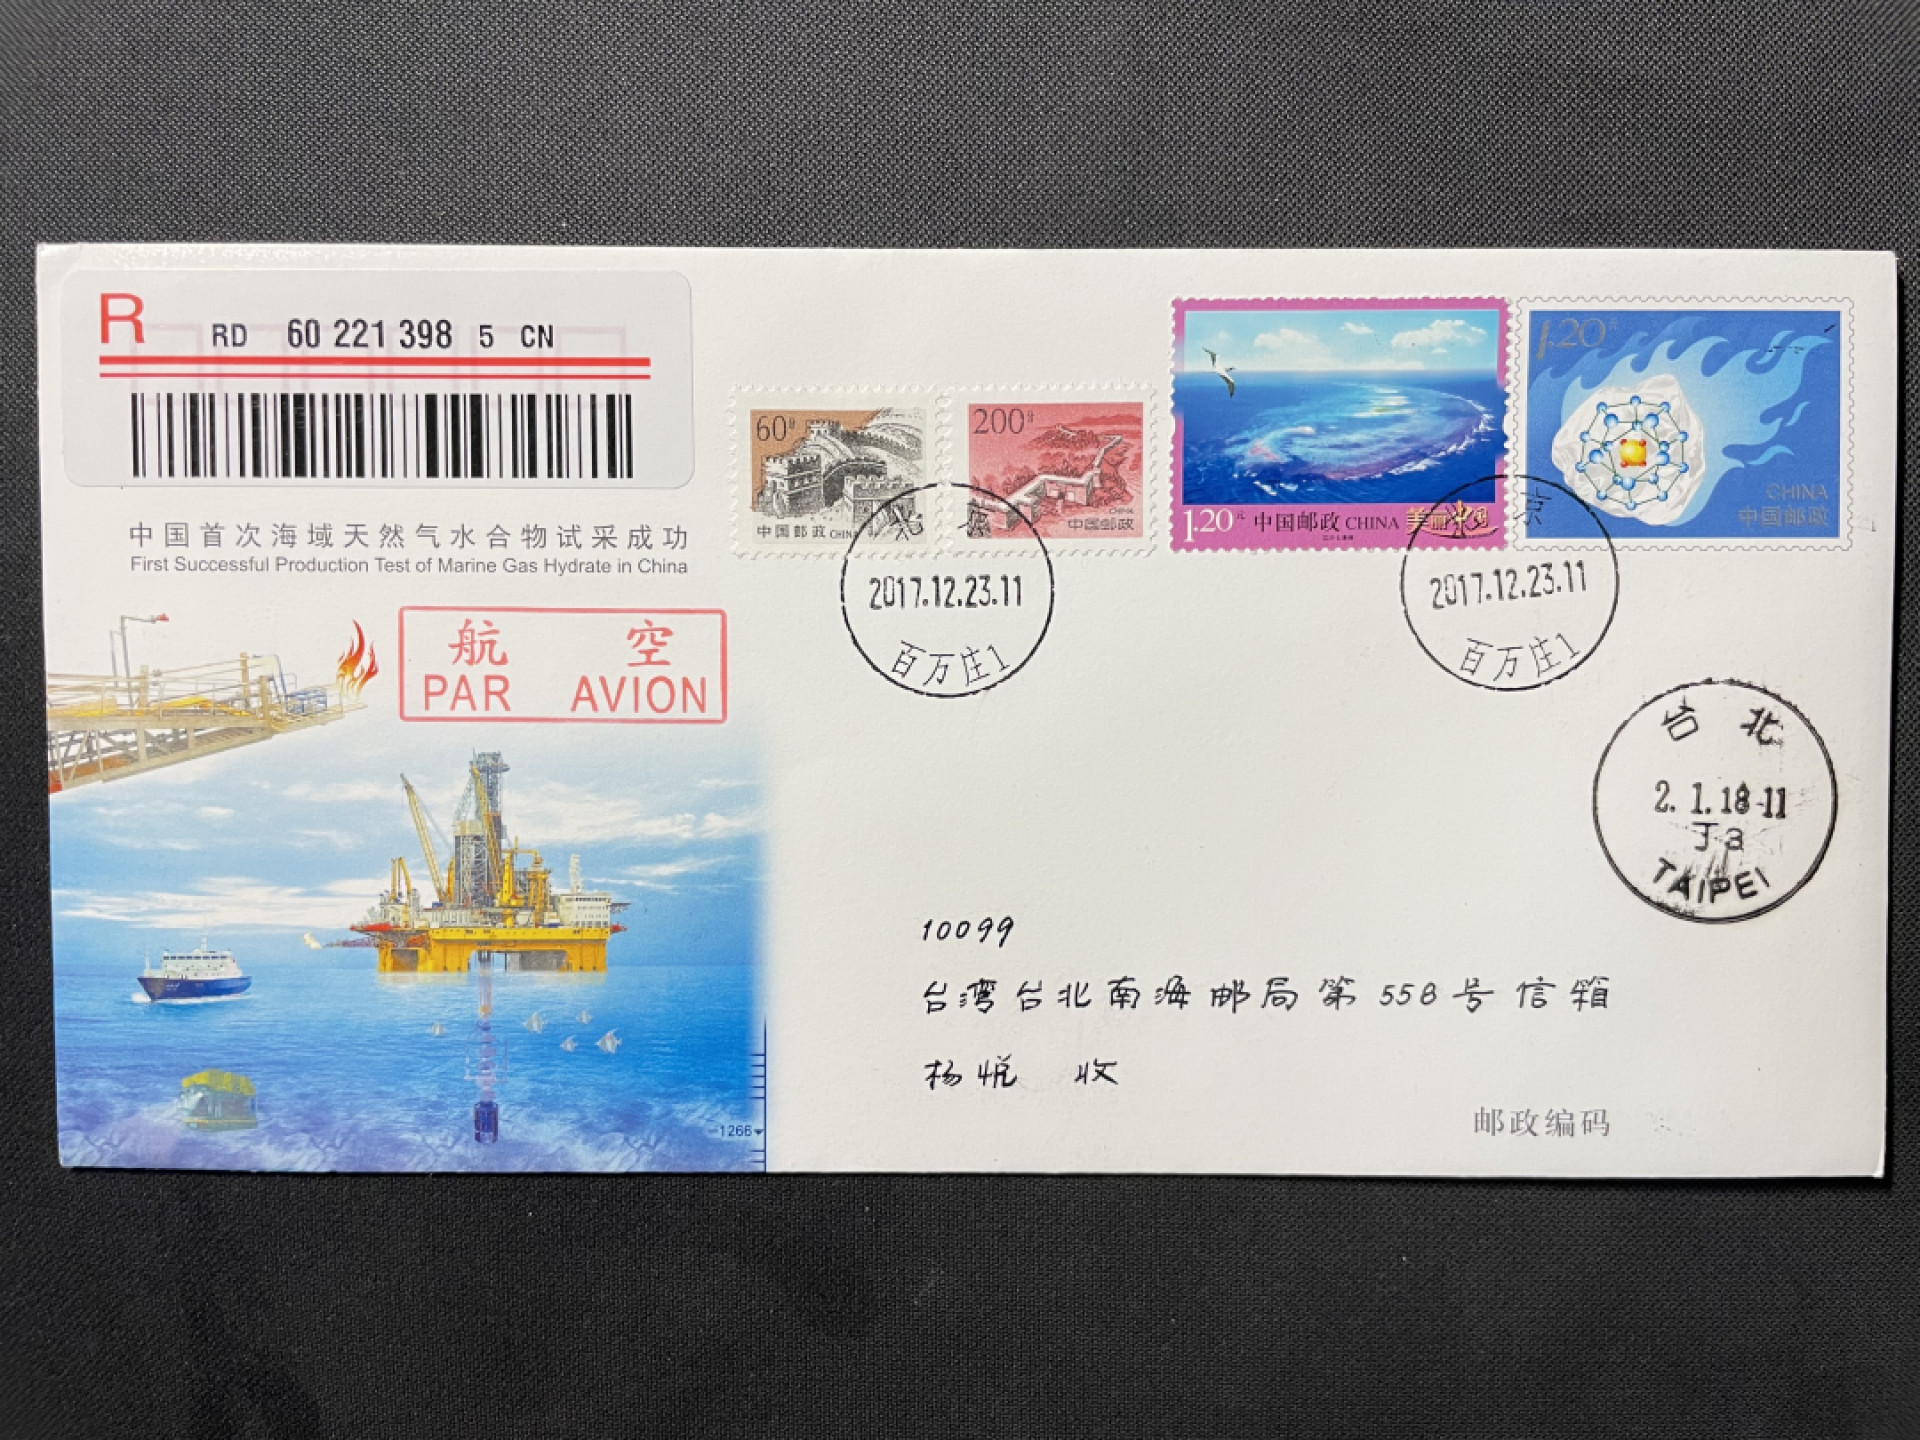 R
RD 60 221 398 5 CN
中国首次海域天然气水合物试采成功
First Successful Production Test of Marine Gas Hydrate in China
航 空
PAR AVION
60分
中国邮政 CHINA
200分
CHINA
中国邮政
1.20元 中国邮政 CHINA 美丽中国
1.20元
CHINA
中国邮政
北 京
2017.12.23.11
百万庄1
北 京
2017.12.23.11
百万庄1
台 北
2.1.18-11
丁3
TAIPEI
10099
台湾台北南海邮局第558号信箱
杨悦 收
邮政编码
-1266